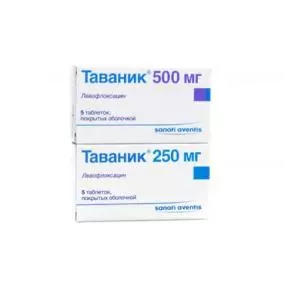 Таваник® 500 мг
Левофлоксацин
5 таблеток,
покрытых оболочкой
sanofi aventis
Таваник® 250 мг
Левофлоксацин
5 таблеток,
покрытых оболочкой
sanofi aventis